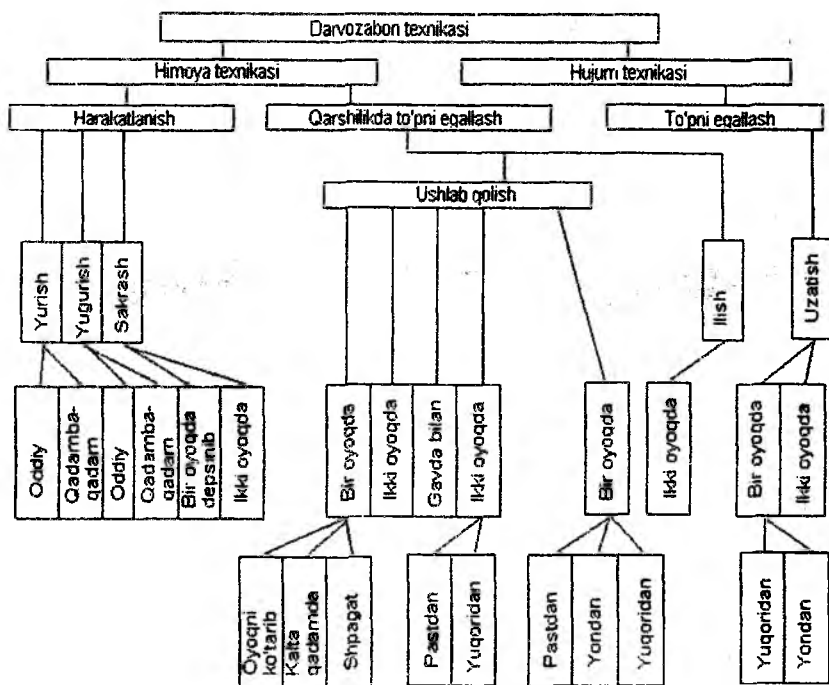 Darvozabon texnikasi
Himoya texnikasi
Hujum texnikasi
Harakatlanish
Qarshilikda to'pni egallash
To'pni egallash
Ushlab qolish
Yurish
Yugurish
Sakrash
Ilish
Uzatish
Oddiy
Qadamba-
qadam
Oddiy
Qadamba-
qadam
Bir oyoqda
depsinib
Ikki oyoqda
Bir oyoqda
Ikki oyoqda
Gavda bilan
Ikki oyoqda
Bir oyoqda
Ikki oyoqda
Bir oyoqda
Ikki oyoqda
Oyoqni
ko'tarib
Kalta
qadamda
Shpagat
Pastdan
Yuqoridan
Pastdan
Yondan
Yuqoridan
Yuqoridan
Yondan